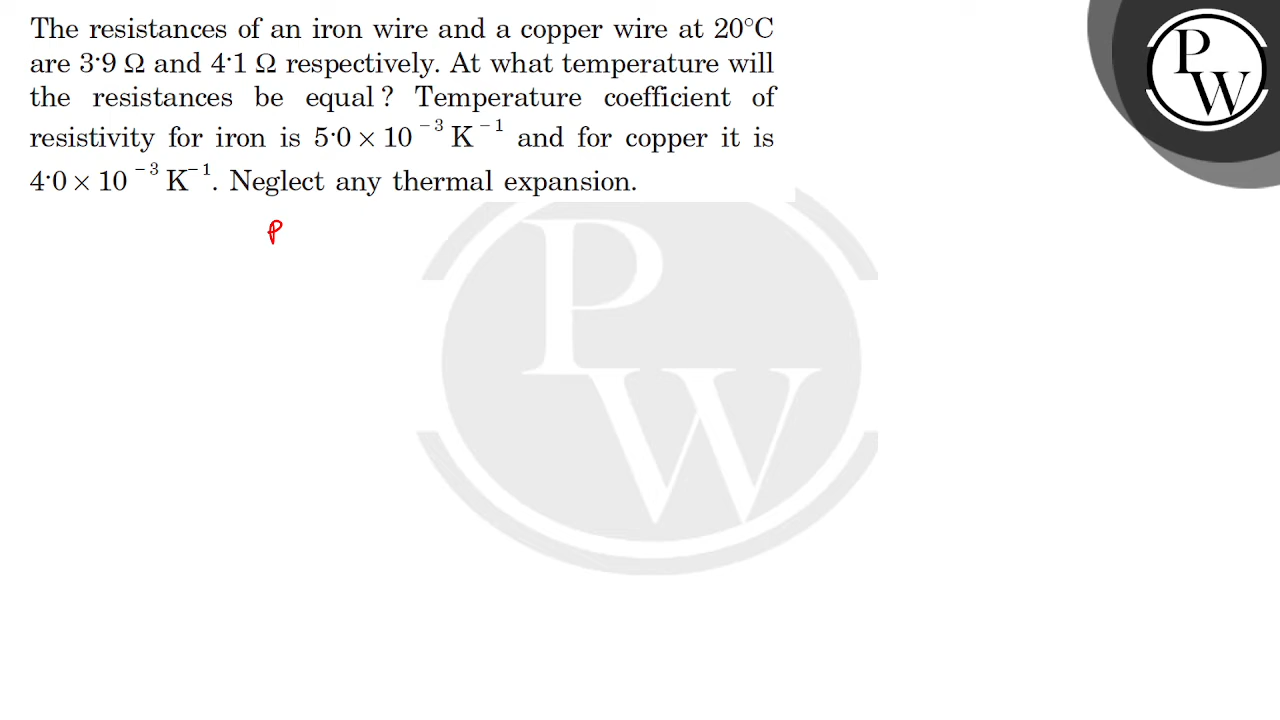 The resistances of an iron wire and a copper wire at 20°C
are 3·9 Ω and 4·1 Ω respectively. At what temperature will
the resistances be equal? Temperature coefficient of
resistivity for iron is 5·0 × 10⁻³ K⁻¹ and for copper it is
4·0 × 10⁻³ K⁻¹. Neglect any thermal expansion.
P
PW
PW